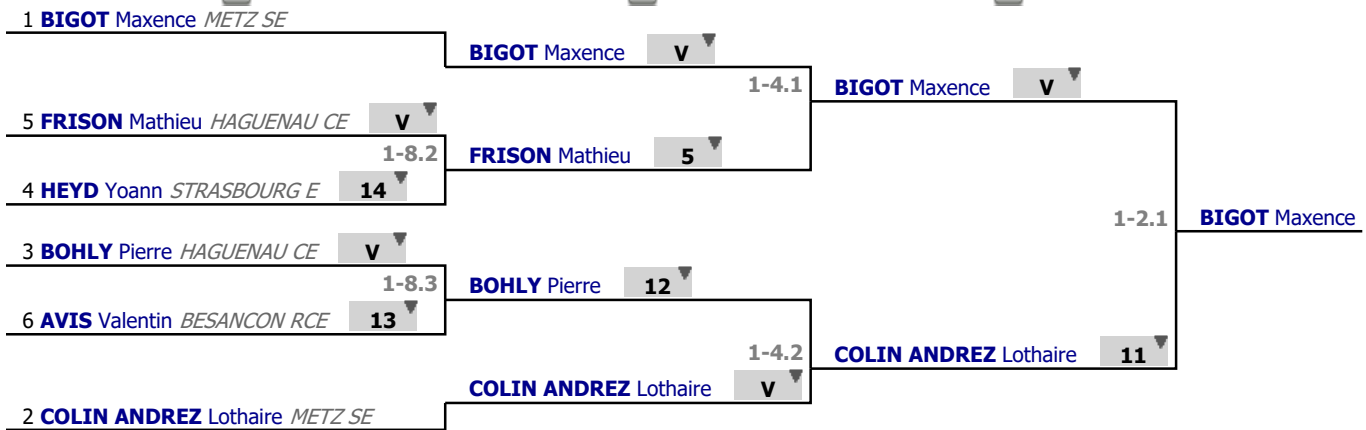 1 BIGOT Maxence METZ SE
BIGOT Maxence V
1-4.1
BIGOT Maxence V
5 FRISON Mathieu HAGUENAU CE V
1-8.2
FRISON Mathieu 5
4 HEYD Yoann STRASBOURG E 14
1-2.1
BIGOT Maxence
3 BOHLY Pierre HAGUENAU CE V
1-8.3
BOHLY Pierre 12
6 AVIS Valentin BESANCON RCE 13
1-4.2
COLIN ANDREZ Lothaire 11
COLIN ANDREZ Lothaire V
2 COLIN ANDREZ Lothaire METZ SE